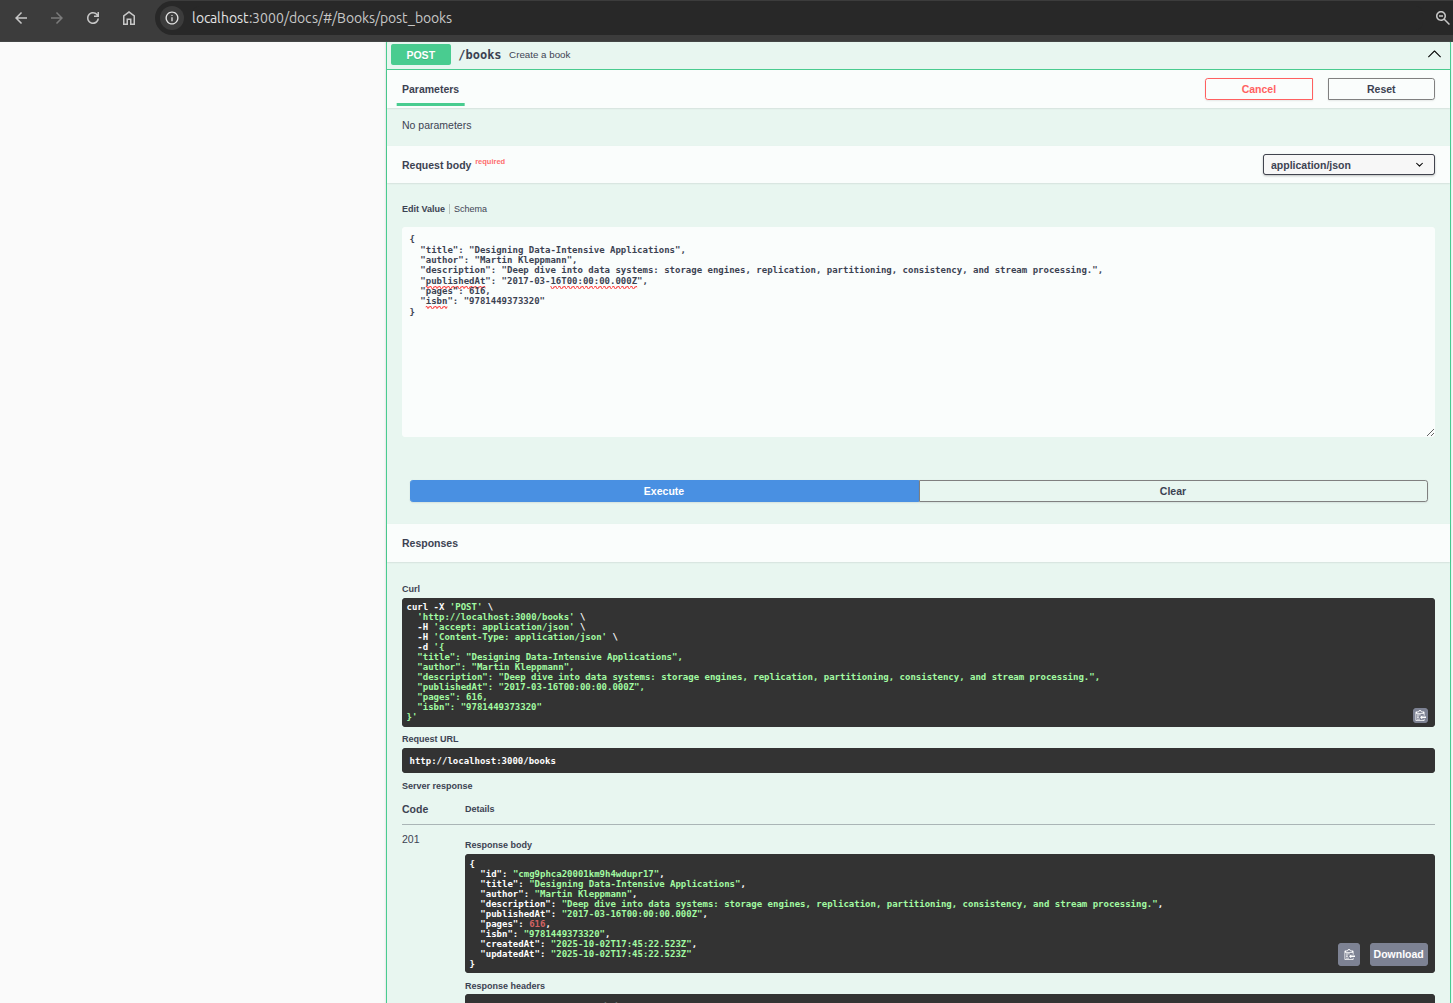 localhost:3000/docs/#/Books/post_books
POST /books Create a book
Parameters
Cancel
Reset
No parameters
Request body required
application/json
Edit Value | Schema
{
  "title": "Designing Data-Intensive Applications",
  "author": "Martin Kleppmann",
  "description": "Deep dive into data systems: storage engines, replication, partitioning, consistency, and stream processing.",
  "publishedAt": "2017-03-16T00:00:00.000Z",
  "pages": 616,
  "isbn": "9781449373320"
}
Execute
Clear
Responses
Curl
curl -X 'POST' \
  'http://localhost:3000/books' \
  -H 'accept: application/json' \
  -H 'Content-Type: application/json' \
  -d '{
  "title": "Designing Data-Intensive Applications",
  "author": "Martin Kleppmann",
  "description": "Deep dive into data systems: storage engines, replication, partitioning, consistency, and stream processing.",
  "publishedAt": "2017-03-16T00:00:00.000Z",
  "pages": 616,
  "isbn": "9781449373320"
}'
Request URL
http://localhost:3000/books
Server response
Code
Details
201
Response body
{
  "id": "cmg9phca20001km9h4wdupr17",
  "title": "Designing Data-Intensive Applications",
  "author": "Martin Kleppmann",
  "description": "Deep dive into data systems: storage engines, replication, partitioning, consistency, and stream processing.",
  "publishedAt": "2017-03-16T00:00:00.000Z",
  "pages": 616,
  "isbn": "9781449373320",
  "createdAt": "2025-10-02T17:45:22.523Z",
  "updatedAt": "2025-10-02T17:45:22.523Z"
}
Download
Response headers